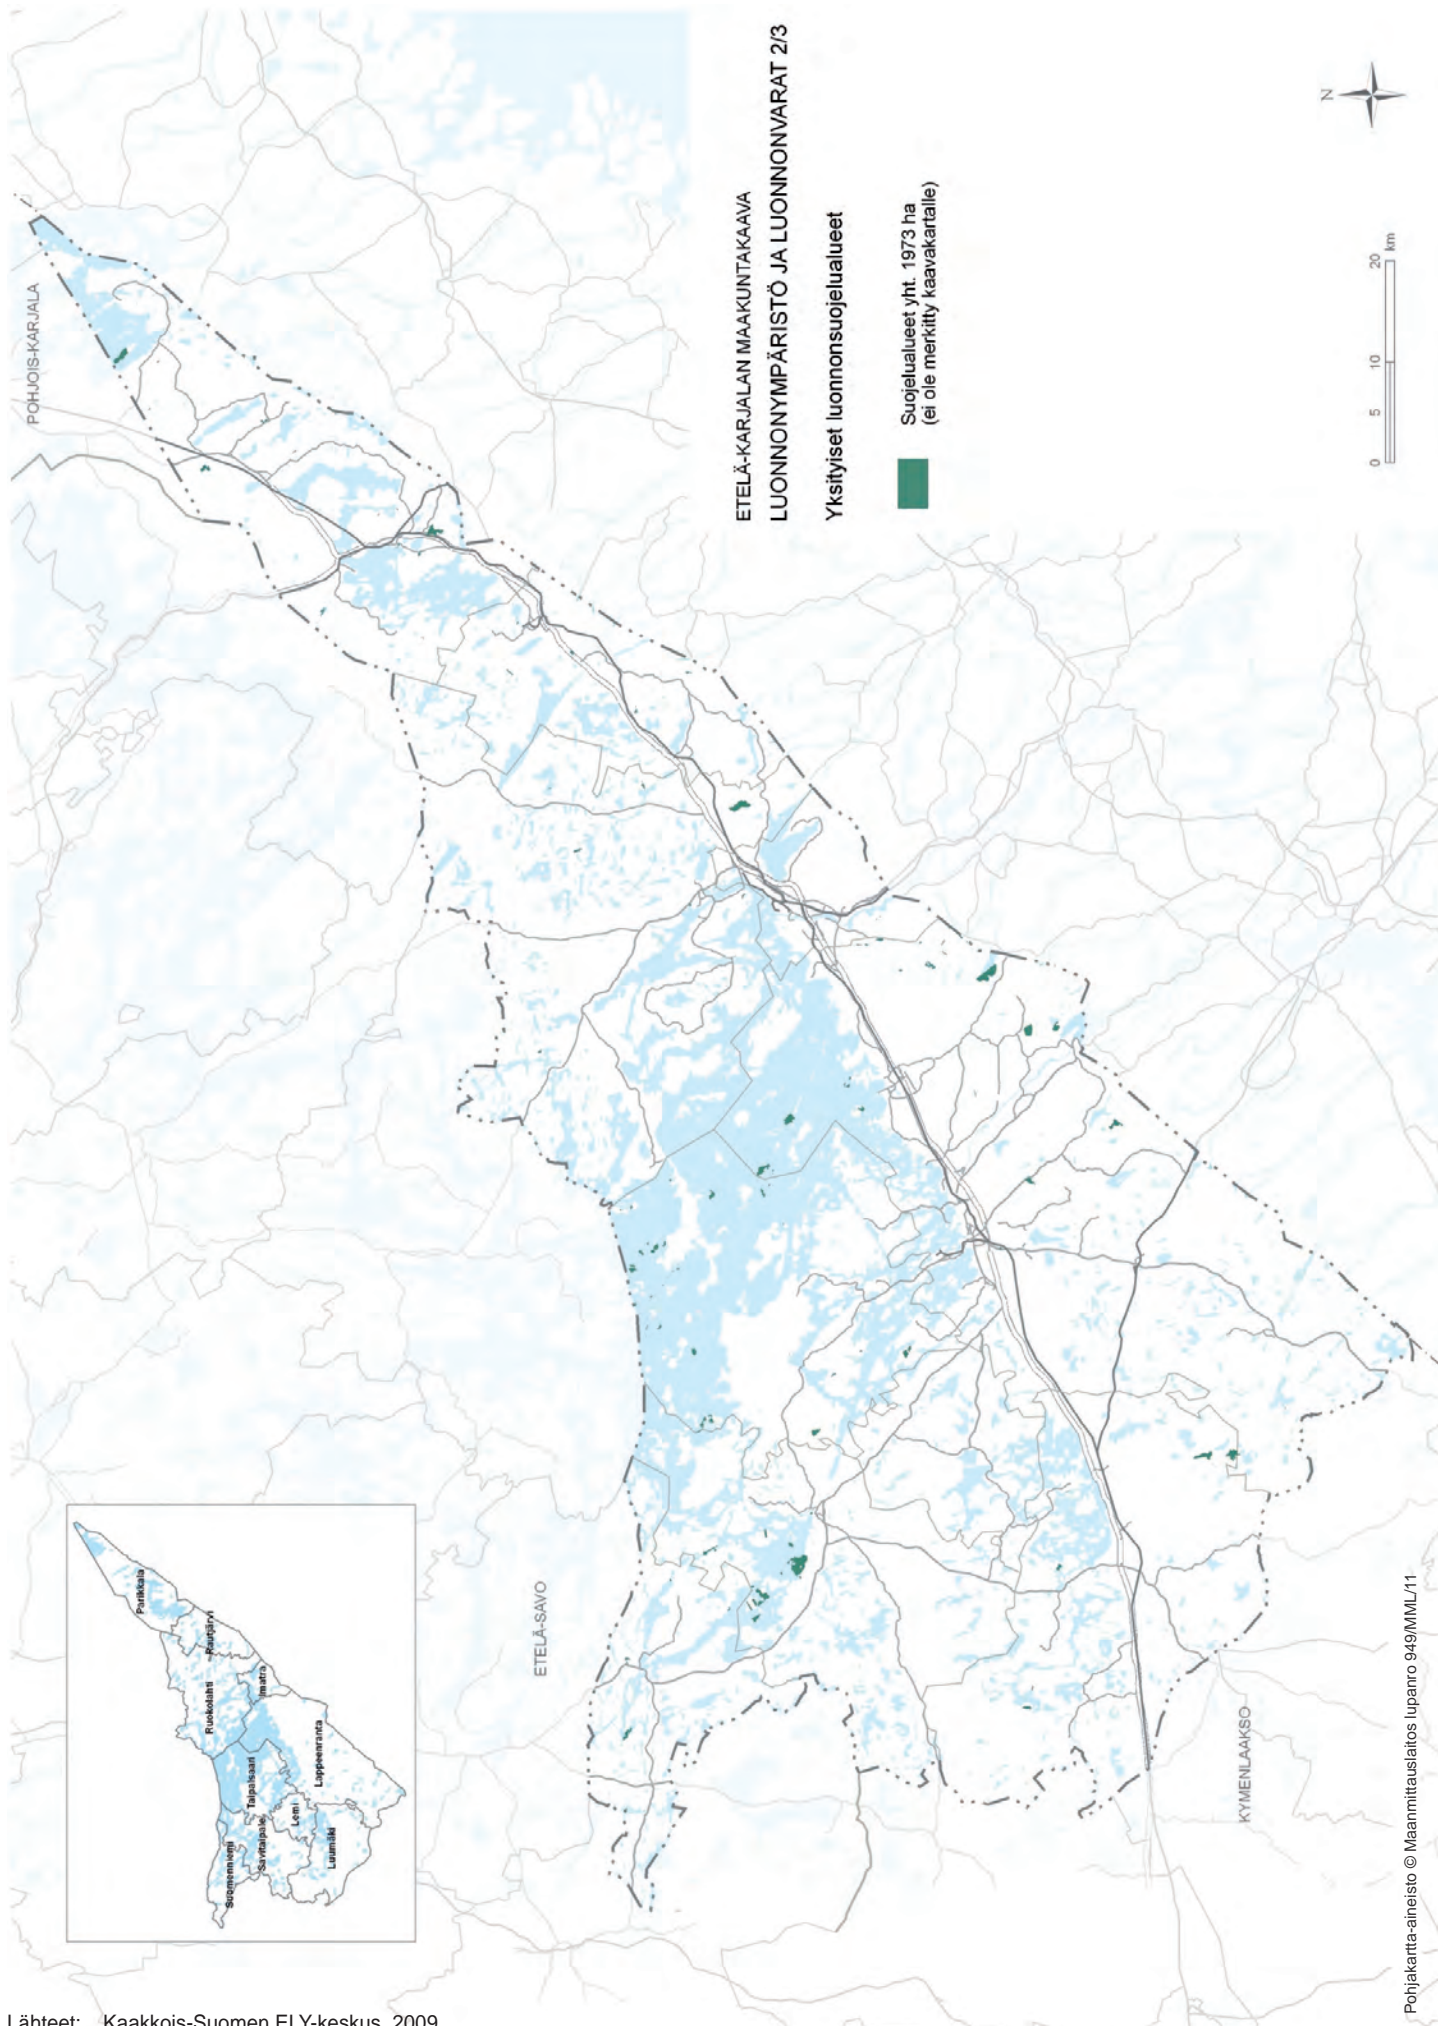 ETELÄ-KARJALAN MAAKUNTAKAAVA
LUONNONYMPÄRISTÖ JA LUONNONVARAT 2/3
Yksityiset luonnonsuojelualueet
Suojelualueet yht. 1973 ha
(ei ole merkitty kaavakartalle)
N
0 5 10 20
km
POHJOIS-KARJALA
ETELÄ-SAVO
KYMENLAAKSO
Parikkala
Rautjärvi
Ruokolahti
Imatra
Taipalsaari
Lappeenranta
Lemi
Savitaipale
Suomenniemi
Luumäki
Pohjakartta-aineisto © Maanmittauslaitos lupanro 949/MML/11
Lähteet: Kaakkois-Suomen ELY-keskus, 2009